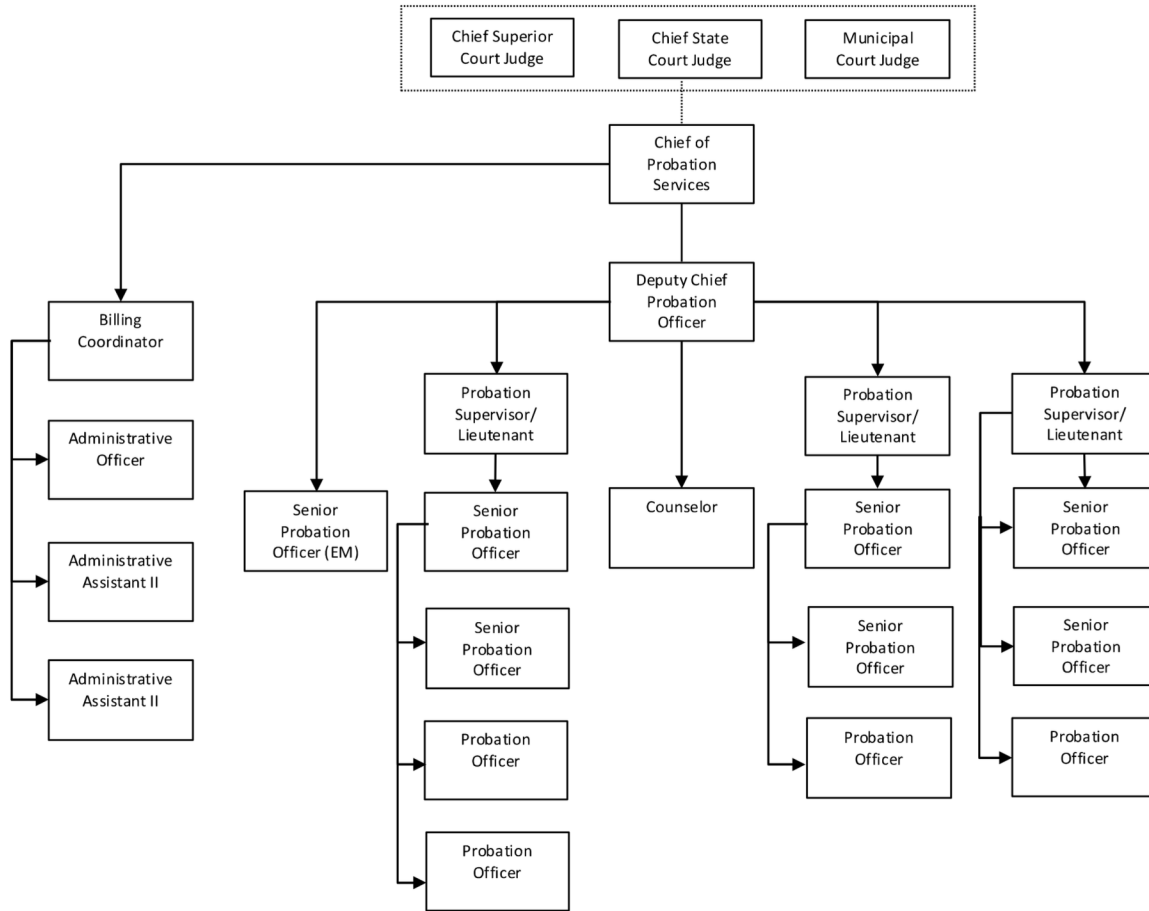 Chief Superior
Court Judge
Chief State
Court Judge
Municipal
Court Judge
Chief of
Probation
Services
Deputy Chief
Probation
Officer
Billing
Coordinator
Administrative
Officer
Administrative
Assistant II
Administrative
Assistant II
Senior
Probation
Officer (EM)
Probation
Supervisor/
Lieutenant
Senior
Probation
Officer
Senior
Probation
Officer
Probation
Officer
Probation
Officer
Counselor
Probation
Supervisor/
Lieutenant
Senior
Probation
Officer
Senior
Probation
Officer
Probation
Officer
Probation
Supervisor/
Lieutenant
Senior
Probation
Officer
Senior
Probation
Officer
Probation
Officer